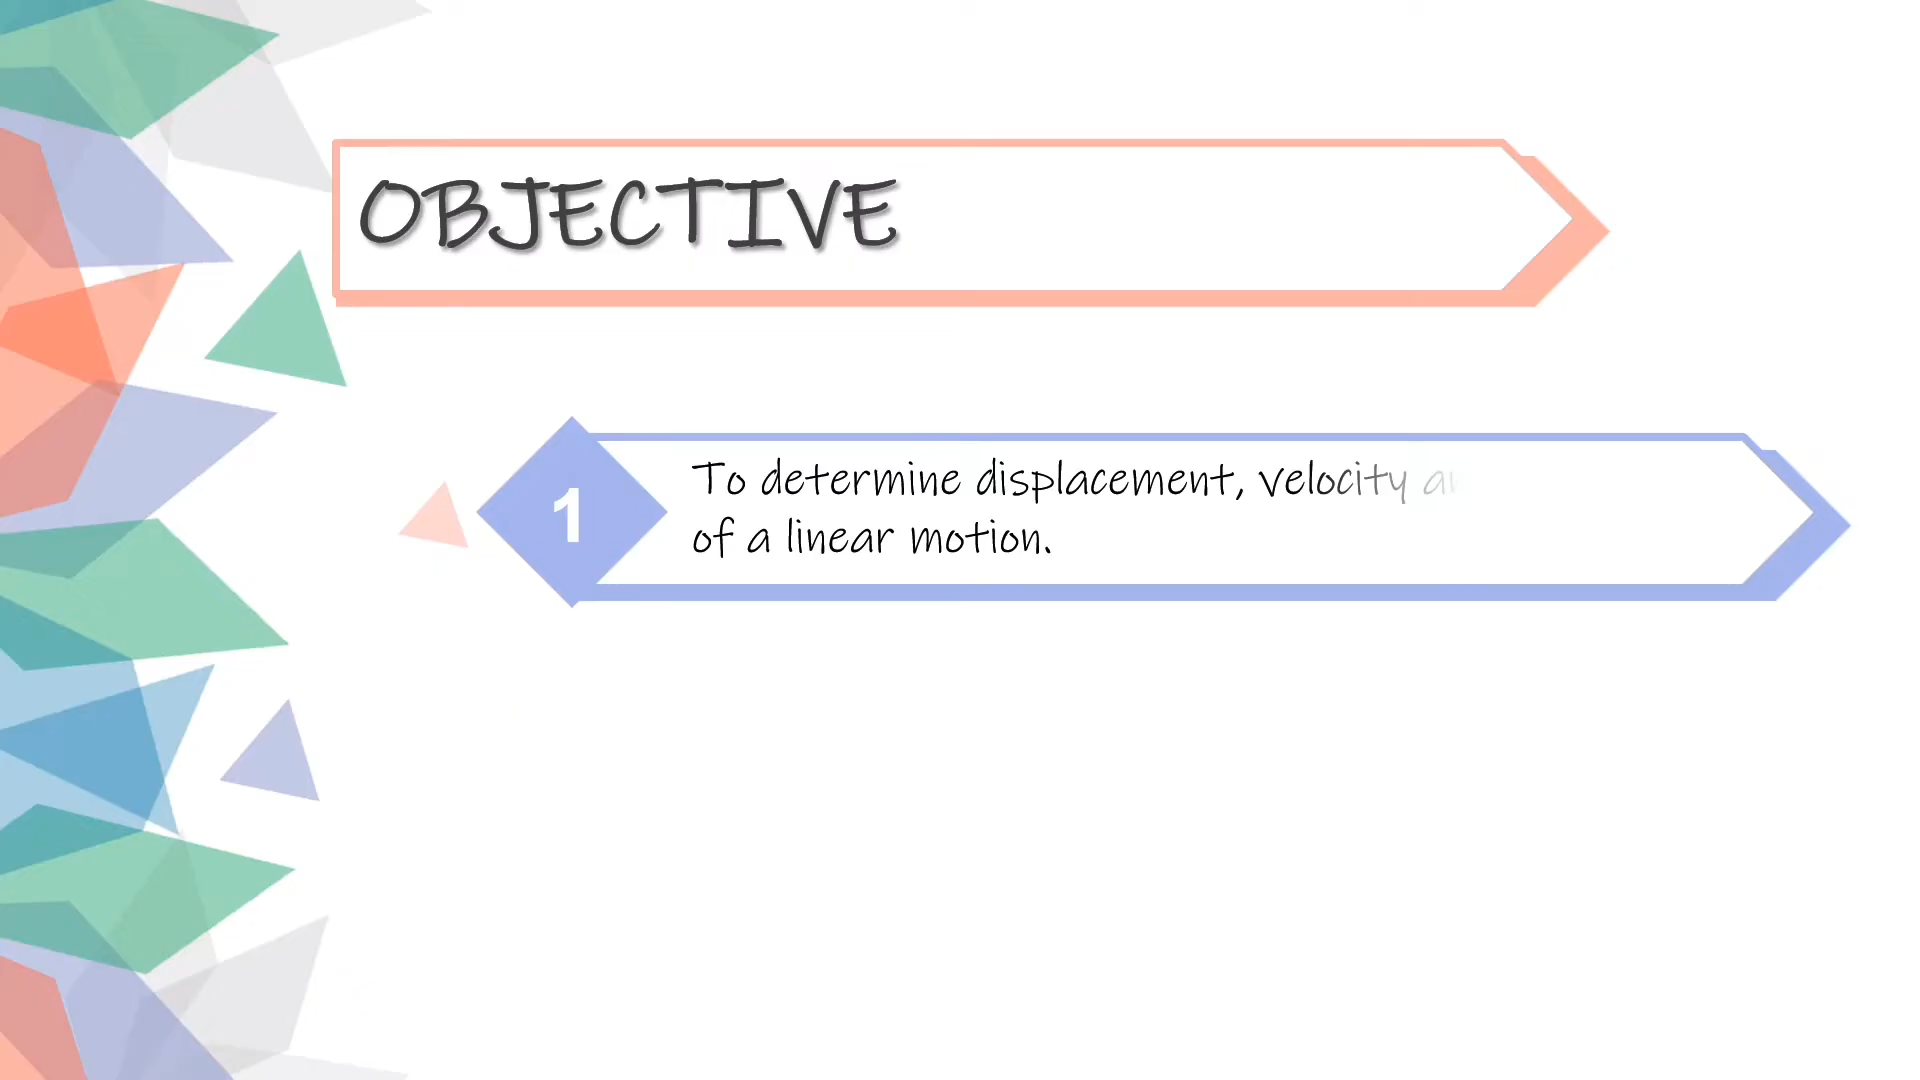 OBJECTIVE
1
To determine displacement, velocity
of a linear motion.